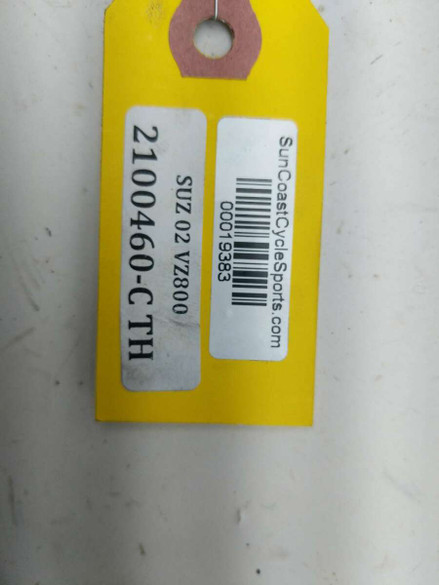 SunCoastCycleSports.com
00019383
SUZ 02 VZ800
2100460-C TH